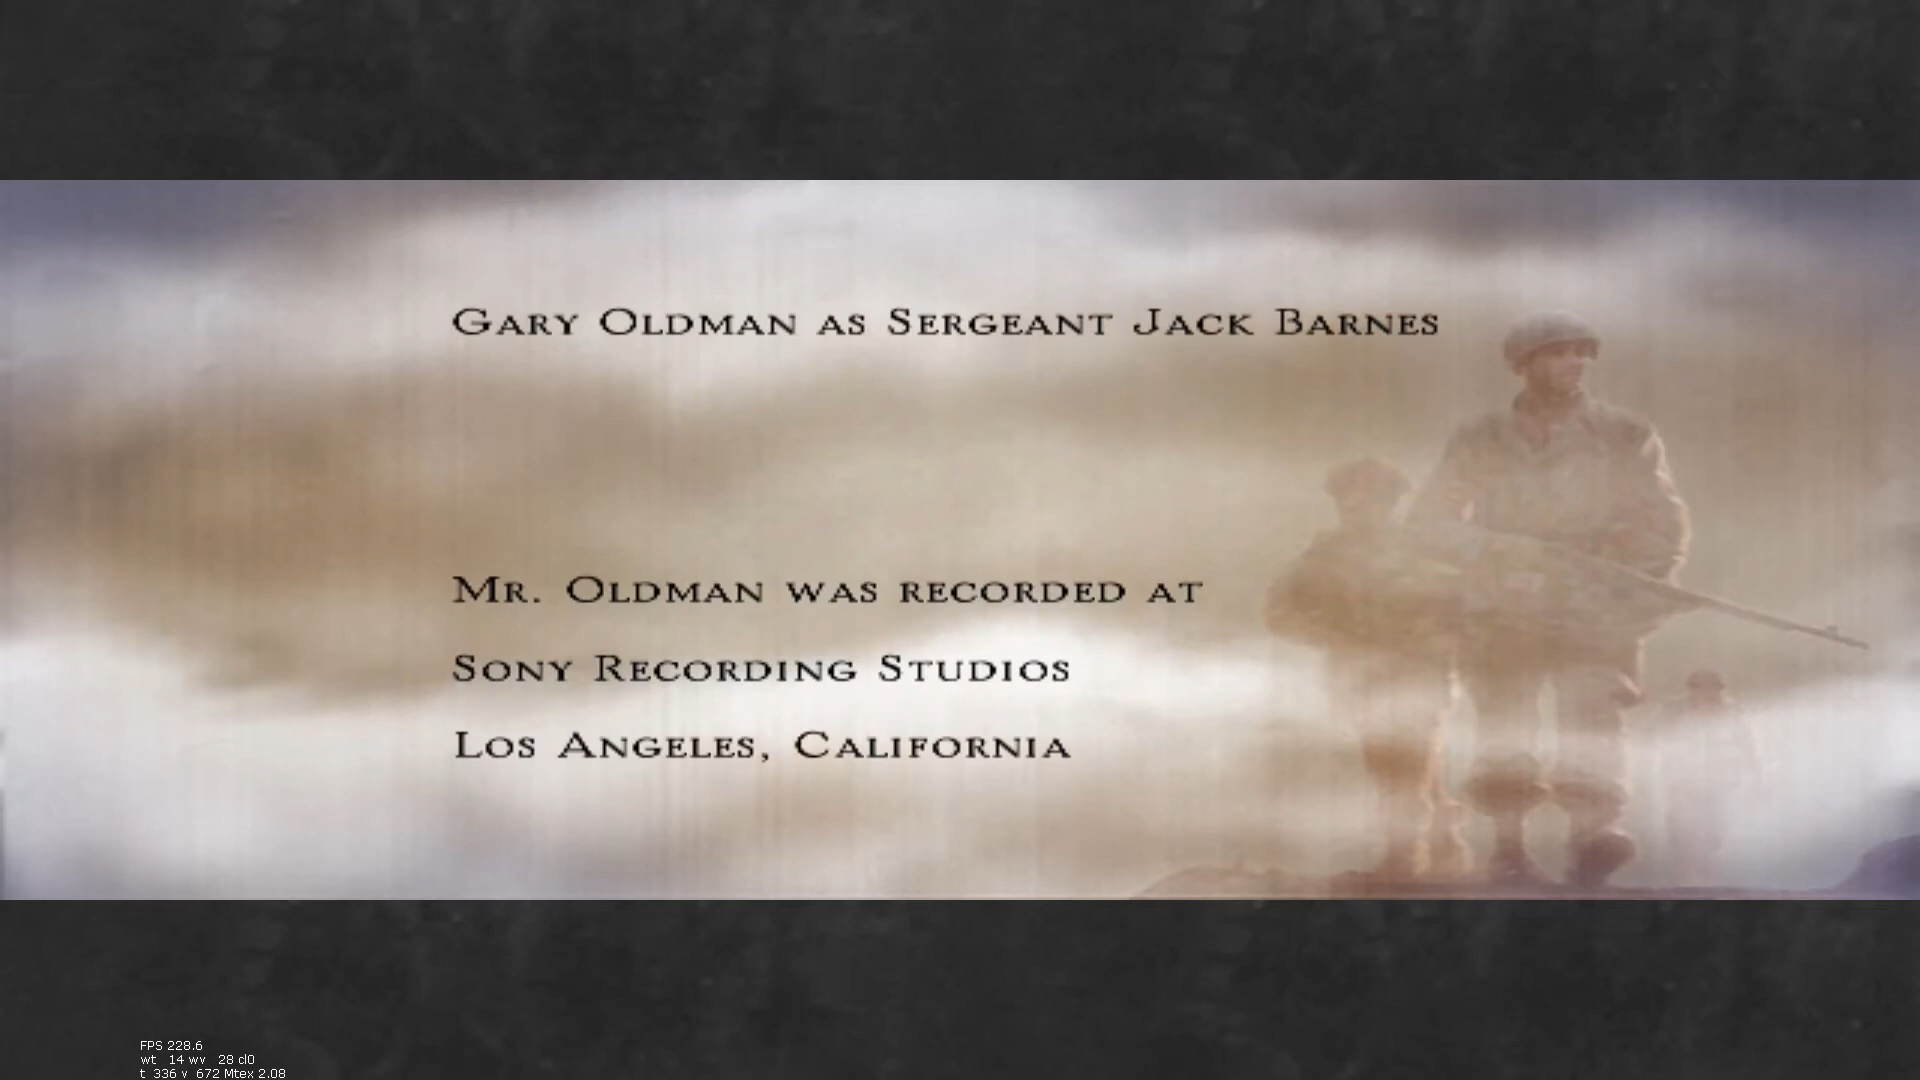 Gary Oldman as Sergeant Jack Barnes
Mr. Oldman was recorded at
Sony Recording Studios
Los Angeles, California
FPS 228.6
wt 14 wv 28 cl0
t 336 v 672 Mtex 2.08